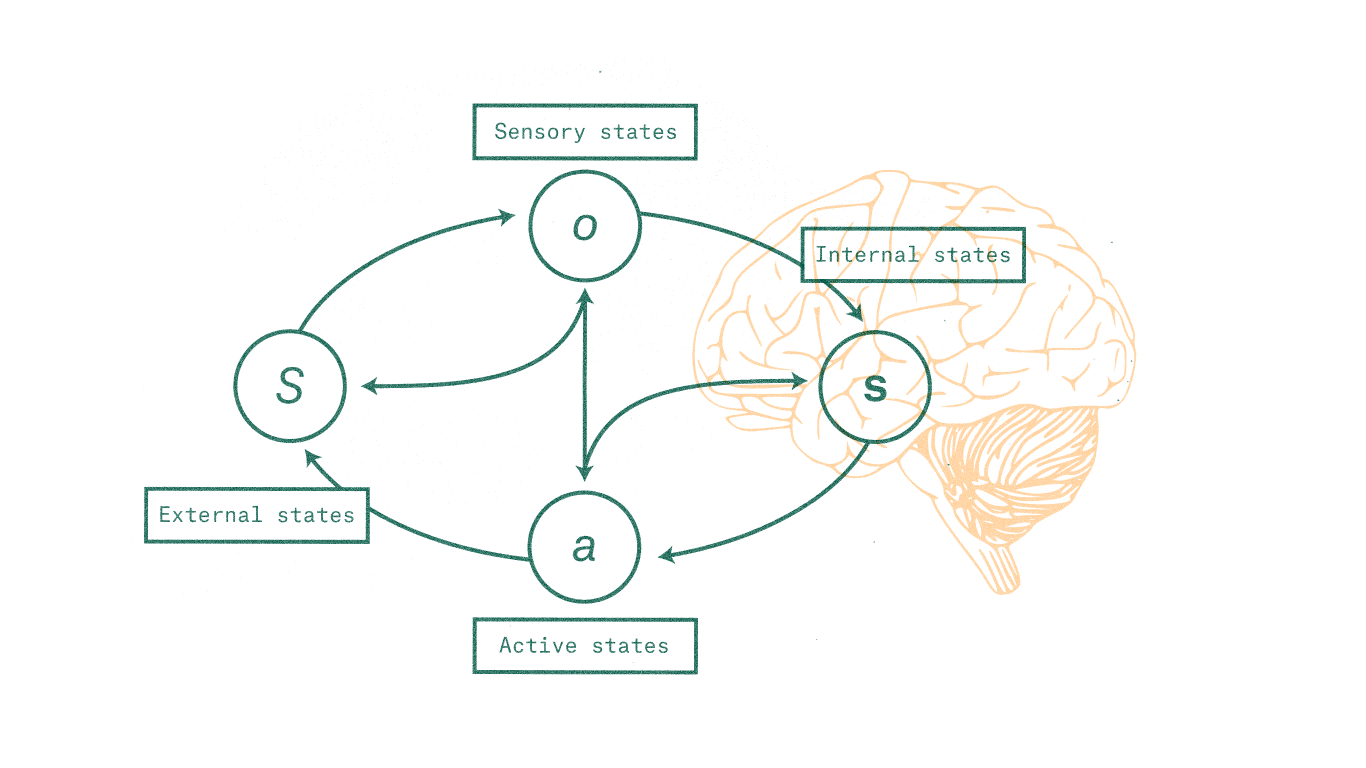 Sensory states
o
Internal states
S
s
External states
a
Active states